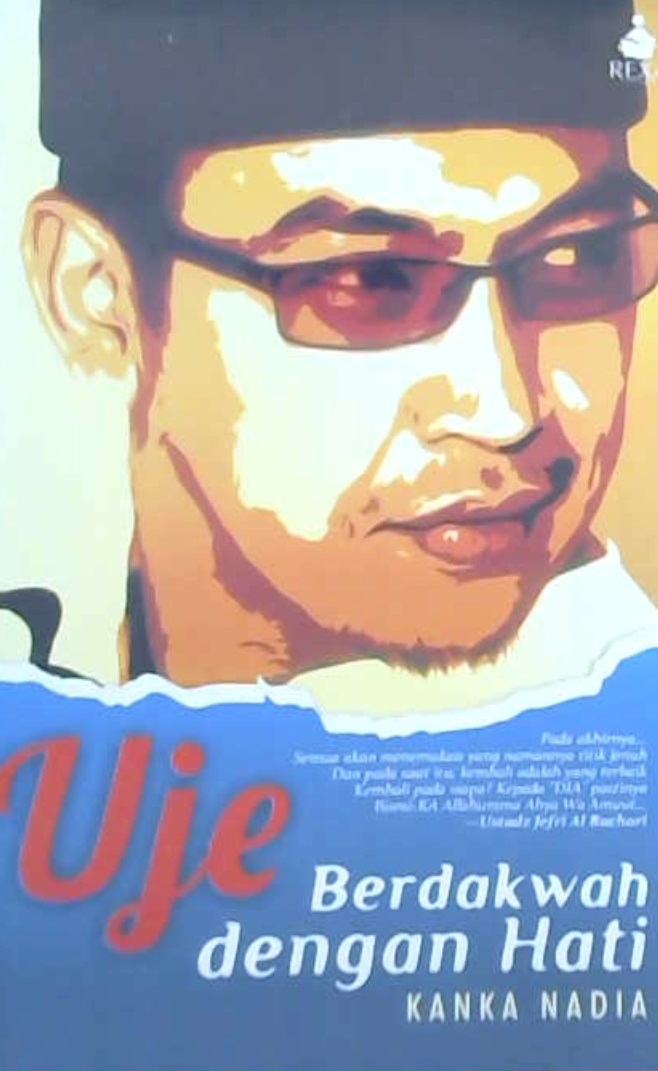 Uje
Pada akhirnya...
Semua akan menemukan yang namanya titik jenuh
Dan pada saat itu, kembali adalah yang terbaik
Kembali pada siapa? Kepada "DIA" pastinya
Bismi-KA Allahumma Ahya Wa Amuut...
—Ustadz Jefri Al Buchori
Berdakwah
dengan Hati
KANKA NADIA